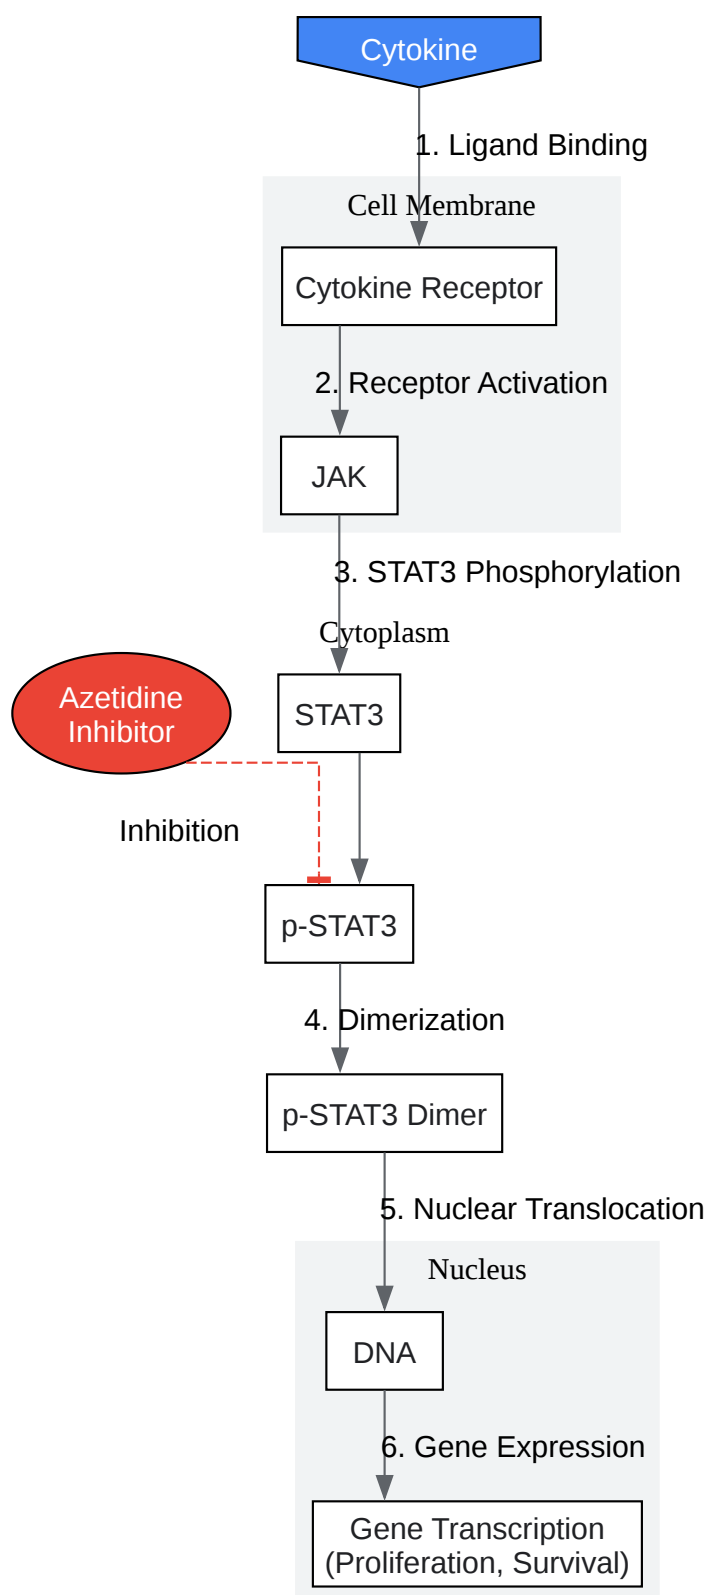 Cytokine
1. Ligand Binding
Cell Membrane
Cytokine Receptor
2. Receptor Activation
JAK
3. STAT3 Phosphorylation
Cytoplasm
Azetidine
Inhibitor
STAT3
Inhibition
p-STAT3
4. Dimerization
p-STAT3 Dimer
5. Nuclear Translocation
Nucleus
DNA
6. Gene Expression
Gene Transcription
(Proliferation, Survival)